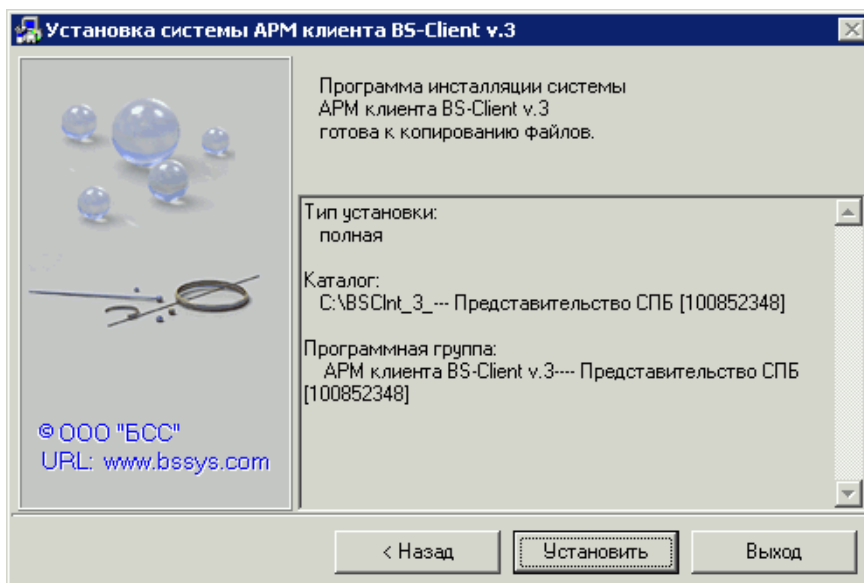 Установка системы АРМ клиента BS-Client v.3
Программа инсталляции системы
АРМ клиента BS-Client v.3
готова к копированию файлов.
Тип установки:
полная
Каталог:
C:\BSClnt_3_--- Представительство СПБ [100852348]
Программная группа:
АРМ клиента BS-Client v.3---- Представительство СПБ
[100852348]
© ООО "БСС"
URL: www.bssys.com
< Назад
Установить
Выход